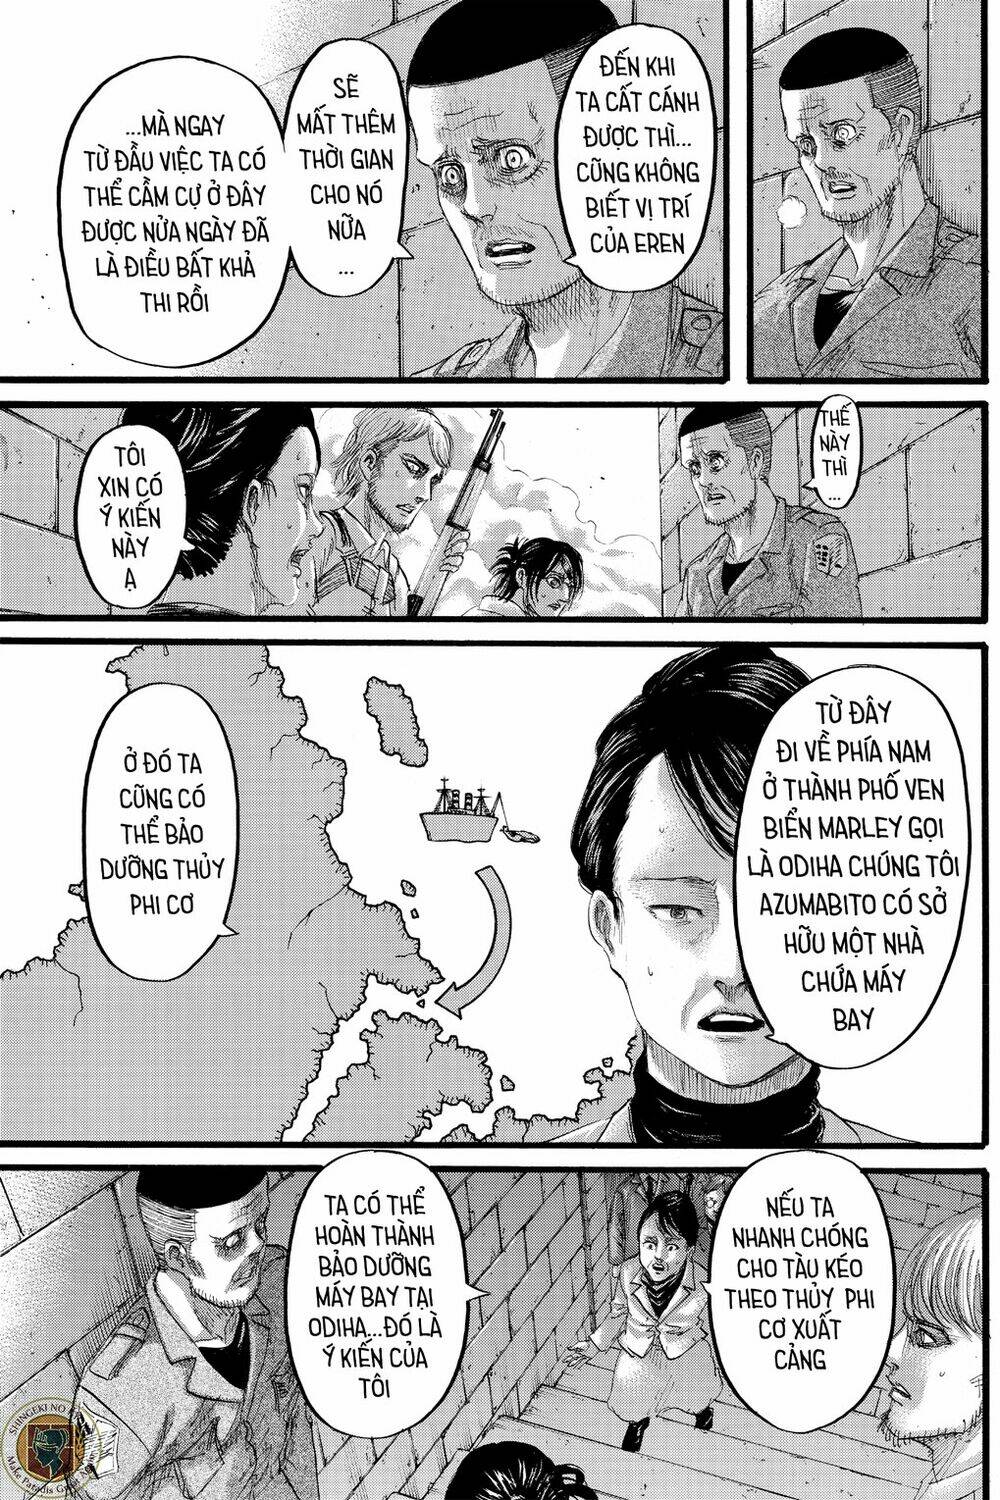 ĐẾN KHI
TA CẤT CÁNH
ĐƯỢC THÌ...
CŨNG KHÔNG
BIẾT VỊ TRÍ
CỦA EREN
SẼ
MẤT THÊM
THỜI GIAN
CHO NÓ
NỮA
...
...MÀ NGAY
TỪ ĐẦU VIỆC TA CÓ
THỂ CẦM CỰ Ở ĐÂY
ĐƯỢC NỬA NGÀY ĐÃ
LÀ ĐIỀU BẤT KHẢ
THI RỒI
THẾ
NÀY
THÌ
...
TÔI
XIN CÓ
Ý KIẾN
NÀY
Ạ
TỪ ĐÂY
ĐI VỀ PHÍA NAM
Ở THÀNH PHỐ VEN
BIỂN MARLEY GỌI
LÀ ODIHA CHÚNG TÔI
AZUMABITO CÓ SỞ
HỮU MỘT NHÀ
CHỨA MÁY
BAY
Ở ĐÓ TA
CŨNG CÓ
THỂ BẢO
DƯỠNG THỦY
PHI CƠ
NẾU TA
NHANH CHÓNG
CHO TÀU KÉO
THEO THỦY PHI
CƠ XUẤT
CẢNG
TA CÓ THỂ
HOÀN THÀNH
BẢO DƯỠNG
MÁY BAY TẠI
ODIHA...ĐÓ LÀ
Ý KIẾN CỦA
TÔI
SHINGEKI NO
Make Paradis Great Again